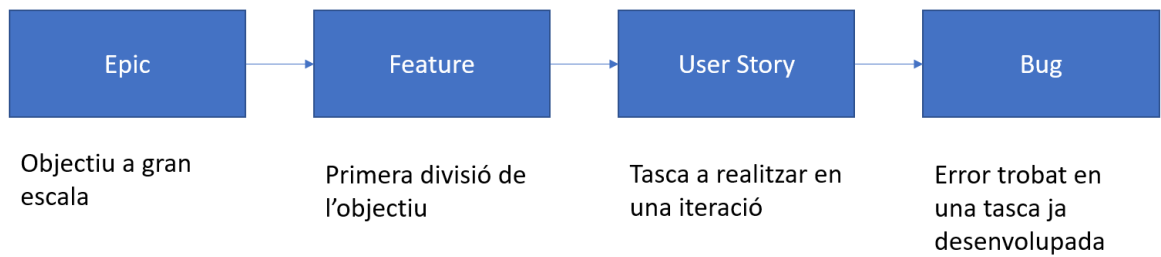 Epic
Feature
User Story
Bug
Objectiu a gran
escala
Primera divisió de
l’objectiu
Tasca a realitzar en
una iteració
Error trobat en
una tasca ja
desenvolupada